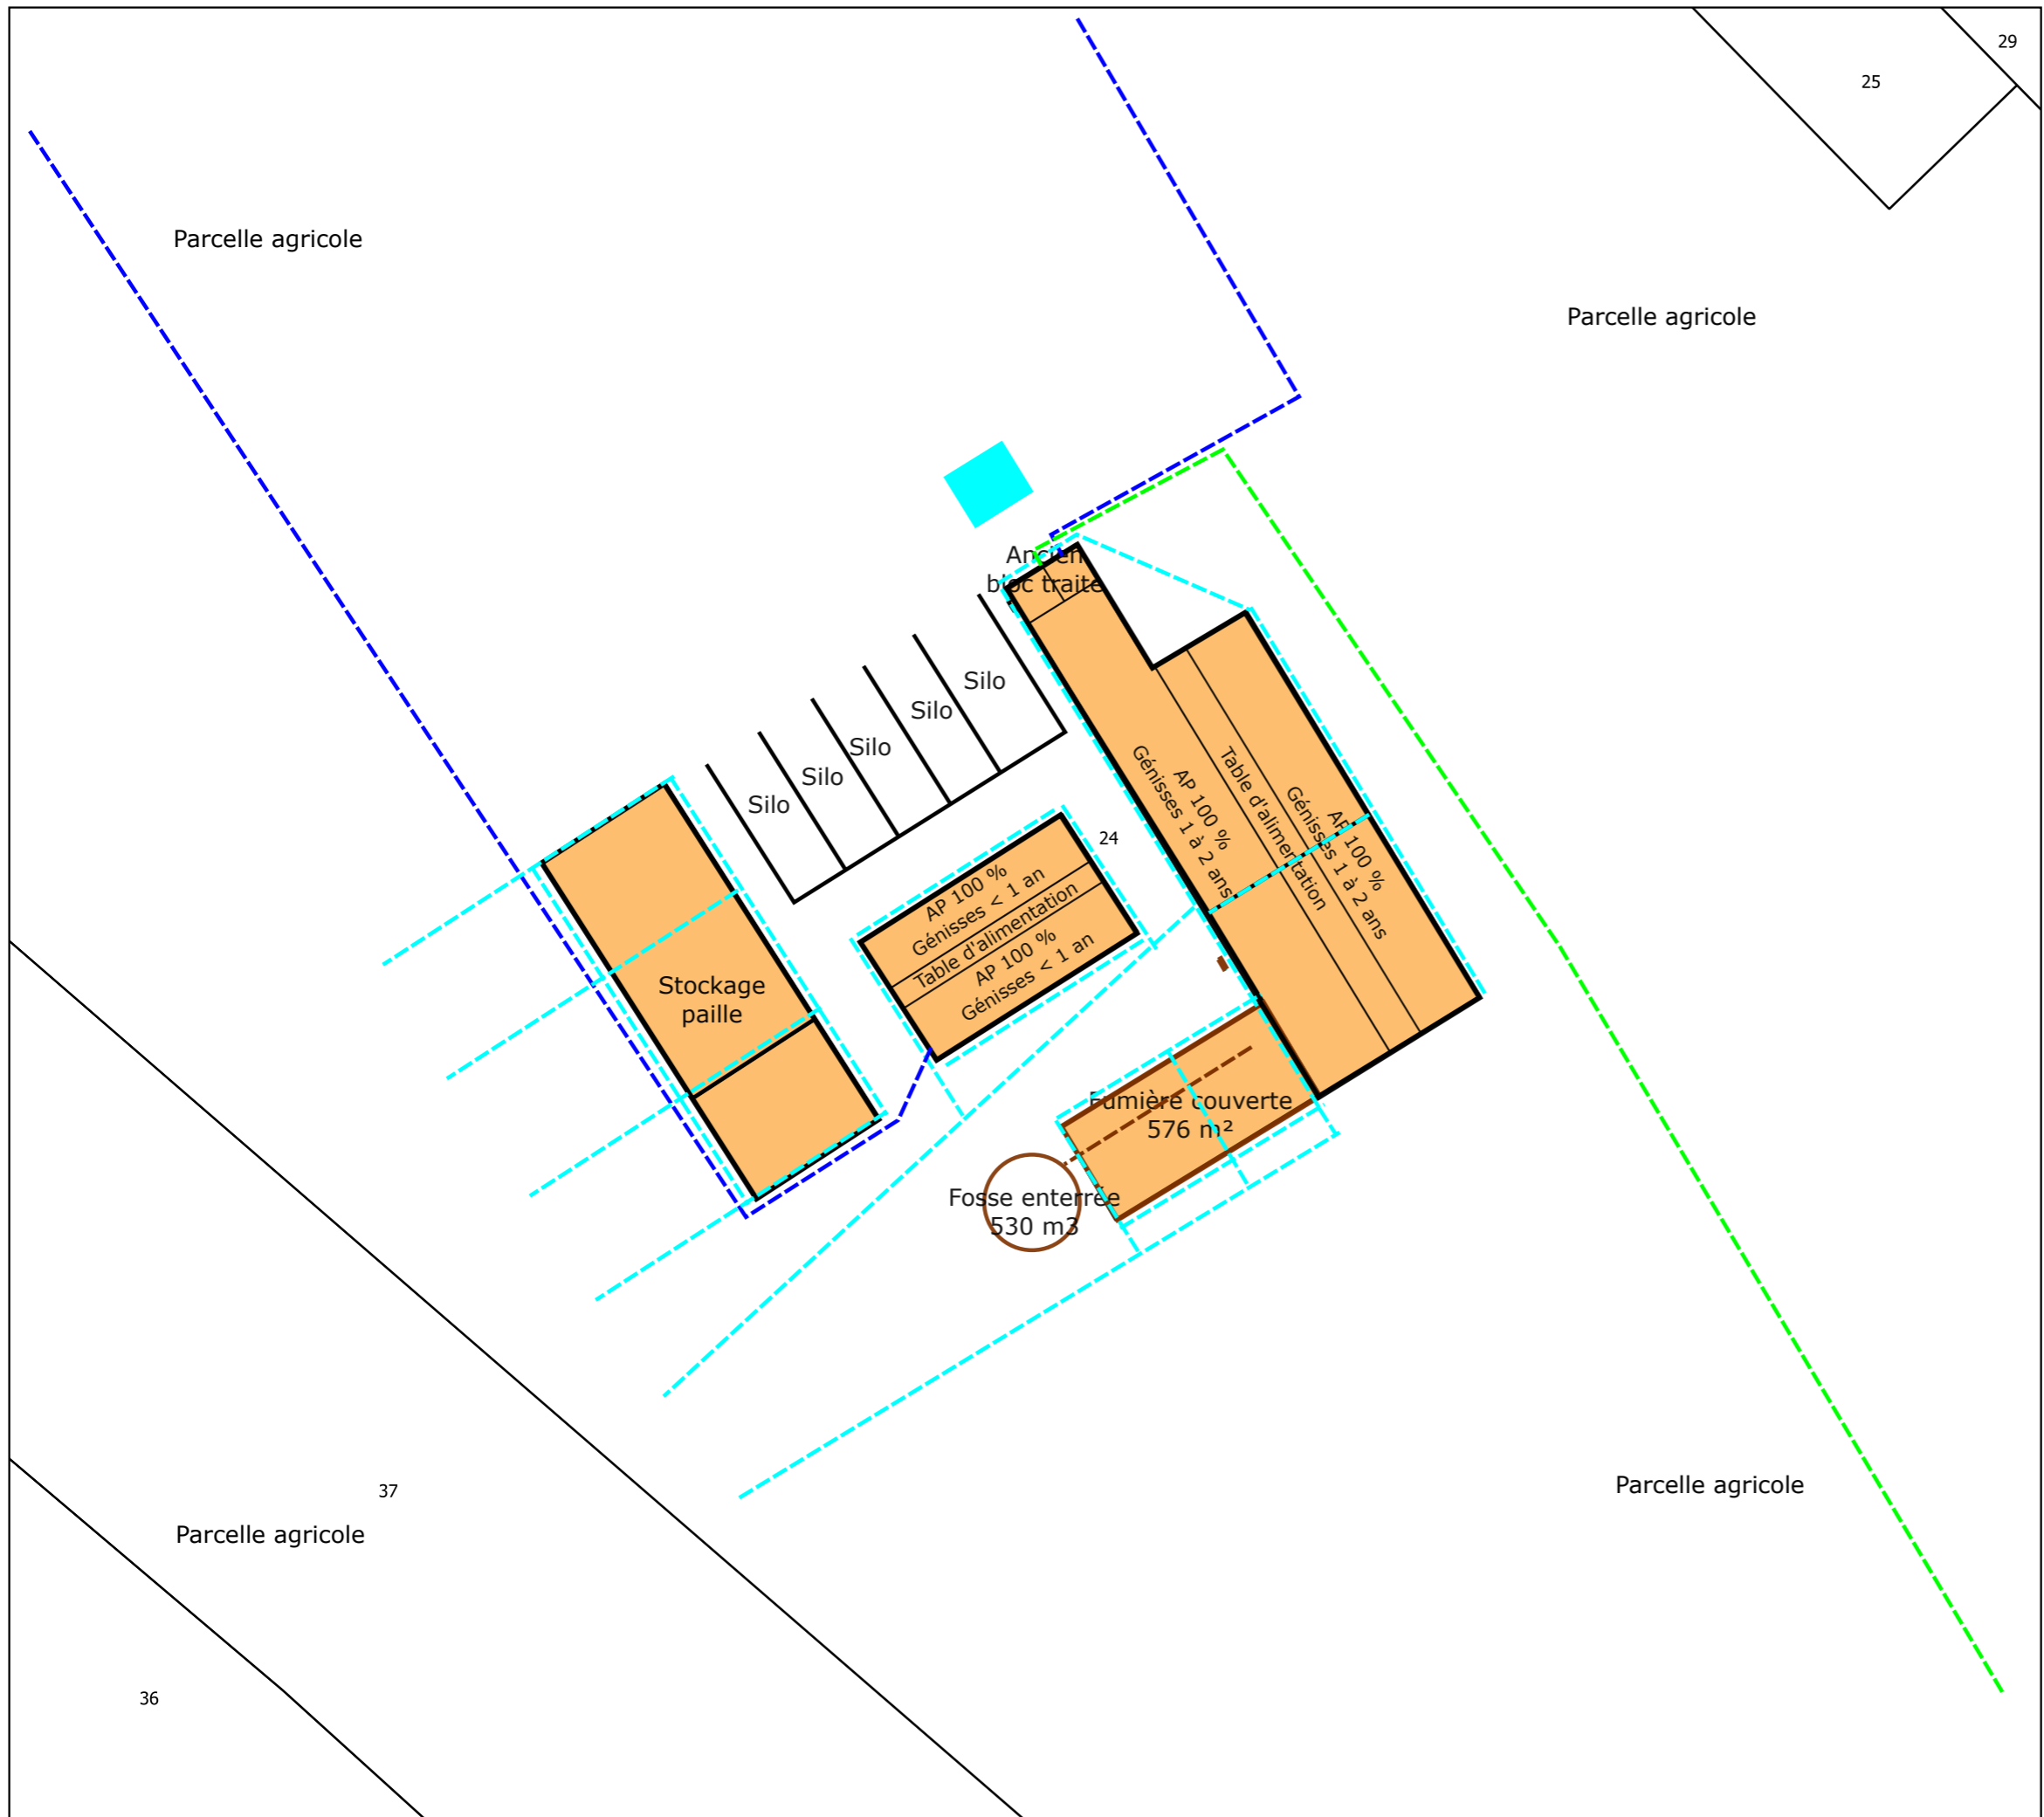 29
25
Parcelle agricole
Parcelle agricole
Ancien
bloc traite
Silo
Silo
Silo
Silo
Silo
24
AP 100 %
Génisses 1 à 2 ans
Table d'alimentation
AP 100 %
Génisses 1 à 2 ans
AP 100 %
Génisses < 1 an
Table d'alimentation
AP 100 %
Génisses < 1 an
Stockage
paille
Fumière couverte
576 m²
Fosse enterrée
530 m3
37
Parcelle agricole
Parcelle agricole
36